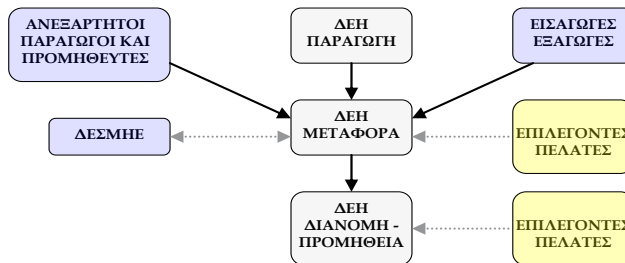 ΑΝΕΞΑΡΤΗΤΟΙ
ΠΑΡΑΓΩΓΟΙ ΚΑΙ
ΠΡΟΜΗΘΕΥΤΕΣ
ΔΕΗ
ΠΑΡΑΓΩΓΗ
ΕΙΣΑΓΩΓΕΣ
ΕΞΑΓΩΓΕΣ
ΔΕΣΜΗΕ
ΔΕΗ
ΜΕΤΑΦΟΡΑ
ΕΠΙΛΕΓΟΝΤΕΣ
ΠΕΛΑΤΕΣ
ΔΕΗ
ΔΙΑΝΟΜΗ -
ΠΡΟΜΗΘΕΙΑ
ΕΠΙΛΕΓΟΝΤΕΣ
ΠΕΛΑΤΕΣ